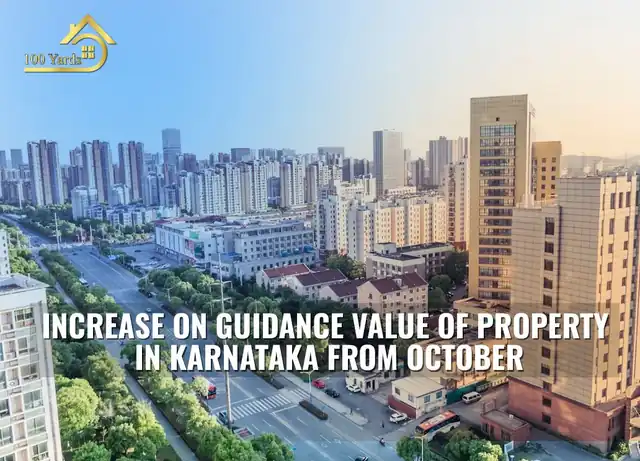 100 Yards
INCREASE ON GUIDANCE VALUE OF PROPERTY
IN KARNATAKA FROM OCTOBER